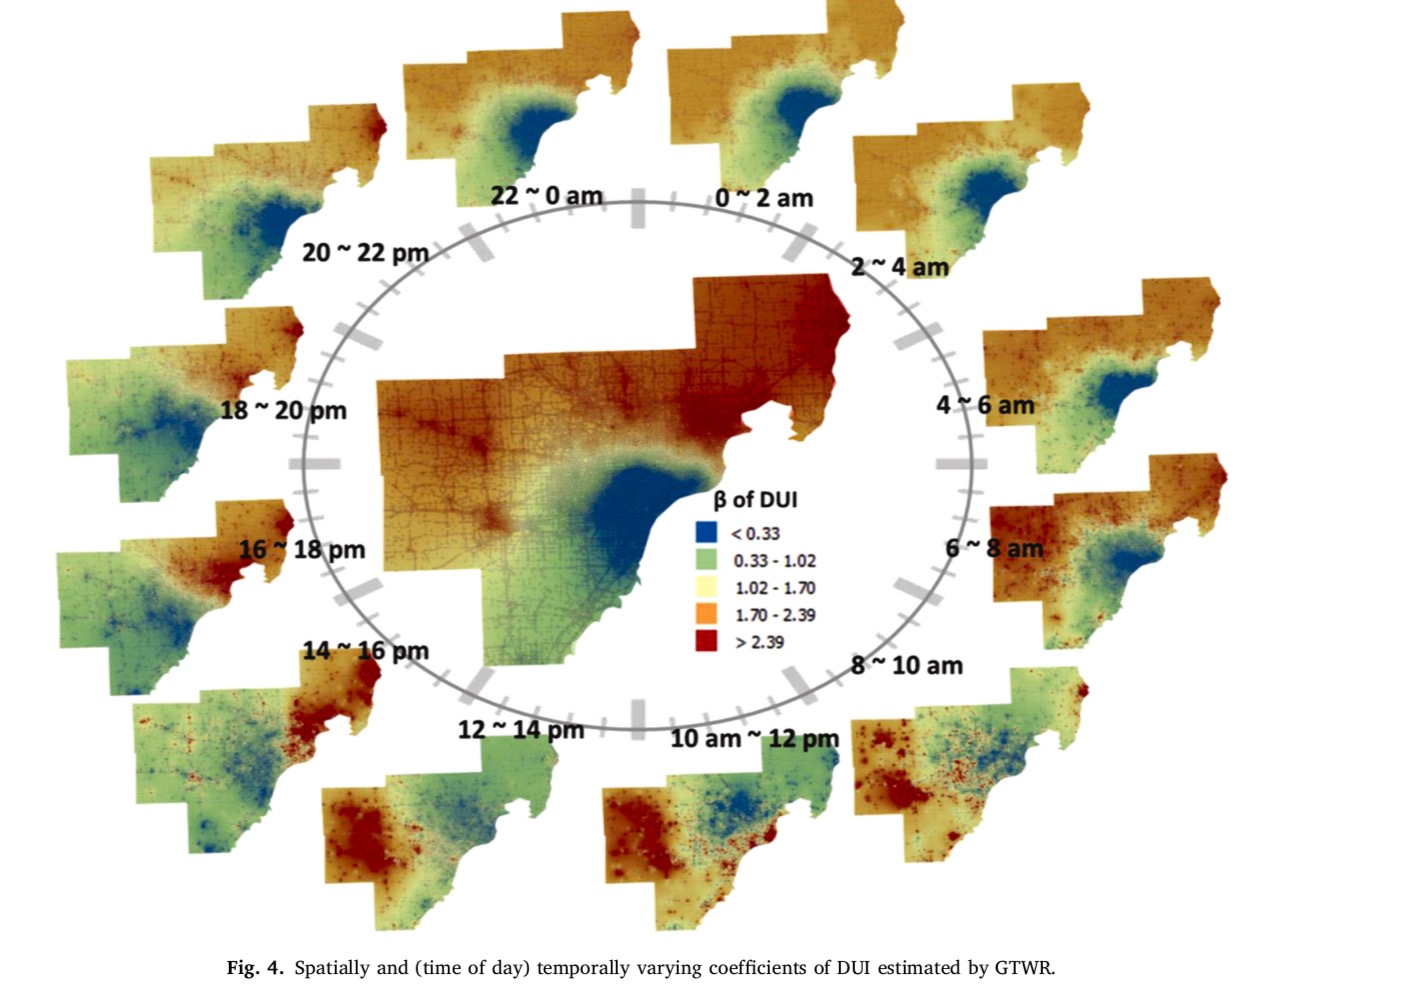 22 ~ 0 am
0 ~ 2 am
20 ~ 22 pm
2 ~ 4 am
18 ~ 20 pm
4 ~ 6 am
β of DUI
< 0.33
0.33 - 1.02
1.02 - 1.70
1.70 - 2.39
> 2.39
16 ~ 18 pm
6 ~ 8 am
14 ~ 16 pm
8 ~ 10 am
12 ~ 14 pm
10 am ~ 12 pm
Fig. 4. Spatially and (time of day) temporally varying coefficients of DUI estimated by GTWR.